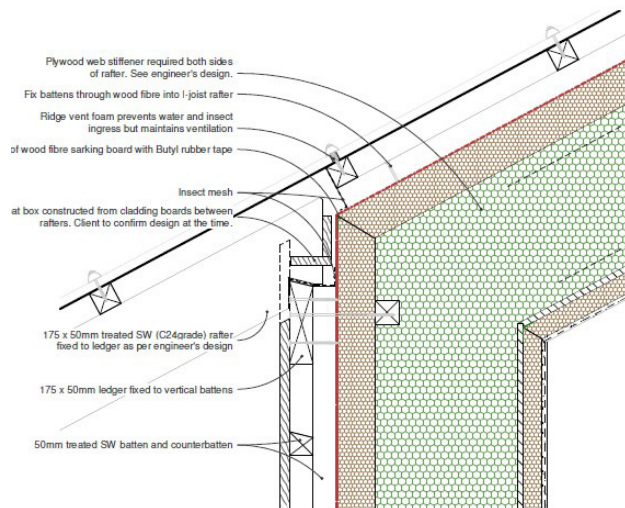 Plywood web stiffener required both sides
of rafter. See engineer's design.
Fix battens through wood fibre into I-joist rafter
Ridge vent foam prevents water and insect
ingress but maintains ventilation
of wood fibre sarking board with Butyl rubber tape
Insect mesh
at box constructed from cladding boards between
rafters. Client to confirm design at the time.
175 x 50mm treated SW (C24grade) rafter
fixed to ledger as per engineer's design
175 x 50mm ledger fixed to vertical battens
50mm treated SW batten and counterbatten